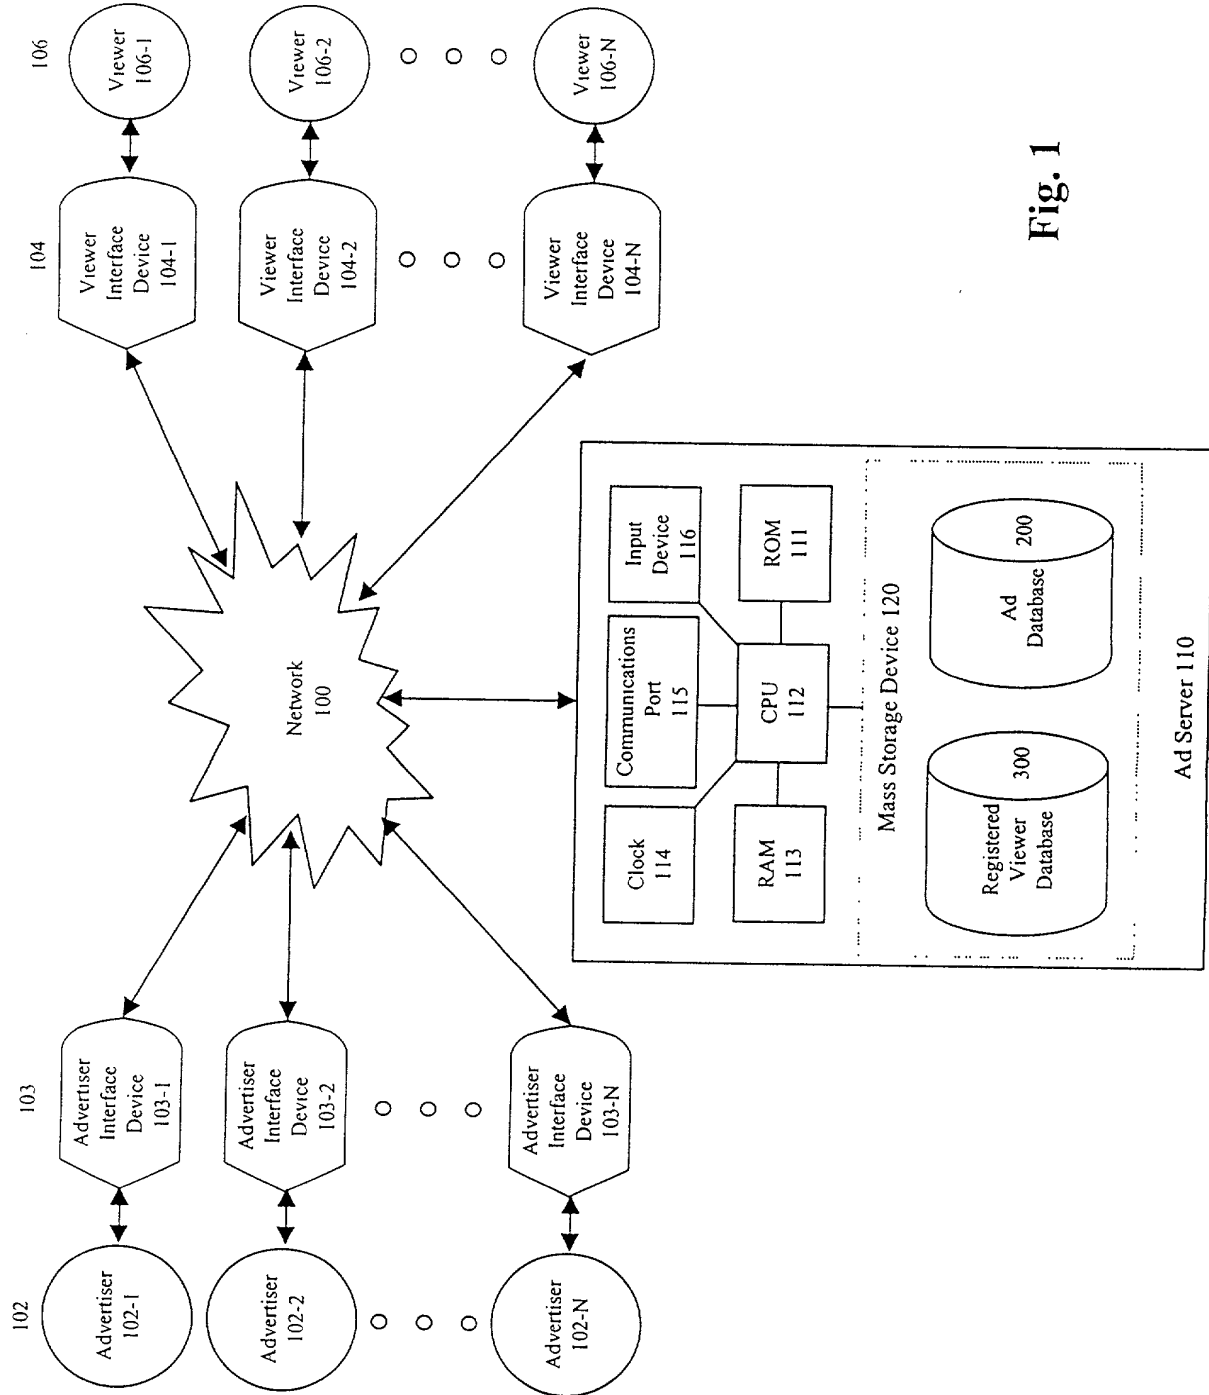 102
103
104
106
Advertiser
102-1
Advertiser
Interface
Device
103-1
Viewer
Interface
Device
104-1
Viewer
106-1
Advertiser
102-2
Advertiser
Interface
Device
103-2
Network
100
Viewer
Interface
Device
104-2
Viewer
106-2
Advertiser
102-N
Advertiser
Interface
Device
103-N
Viewer
Interface
Device
104-N
Viewer
106-N
Clock
114
Communications
Port
115
Input
Device
116
RAM
113
CPU
112
ROM
111
Mass Storage Device 120
Registered
Viewer
Database
300
Ad
Database
200
Ad Server 110
Fig. 1